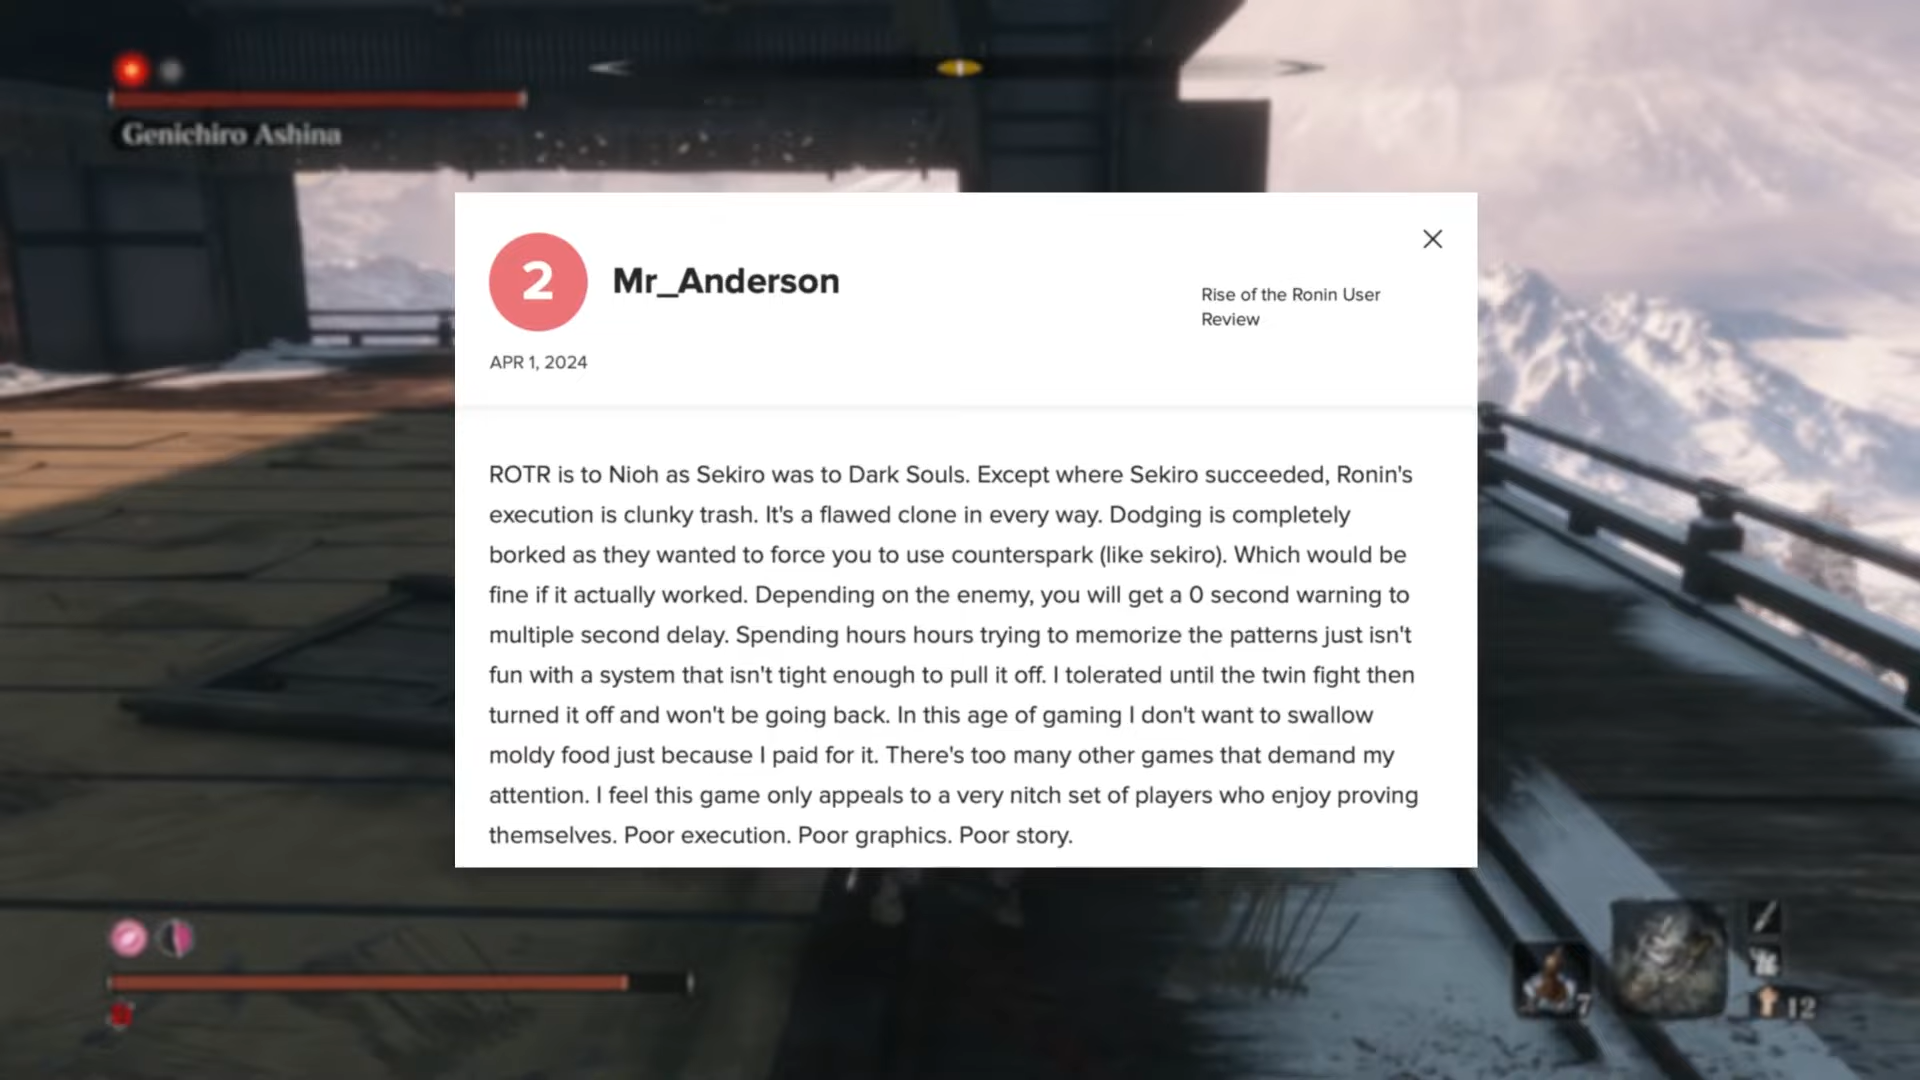 Genichiro Ashina
2
Mr_Anderson
Rise of the Ronin User
Review
APR 1, 2024
ROTR is to Nioh as Sekiro was to Dark Souls. Except where Sekiro succeeded, Ronin's
execution is clunky trash. It's a flawed clone in every way. Dodging is completely
borked as they wanted to force you to use counterspark (like sekiro). Which would be
fine if it actually worked. Depending on the enemy, you will get a 0 second warning to
multiple second delay. Spending hours hours trying to memorize the patterns just isn't
fun with a system that isn't tight enough to pull it off. I tolerated until the twin fight then
turned it off and won't be going back. In this age of gaming I don't want to swallow
moldy food just because I paid for it. There's too many other games that demand my
attention. I feel this game only appeals to a very nitch set of players who enjoy proving
themselves. Poor execution. Poor graphics. Poor story.
7
12